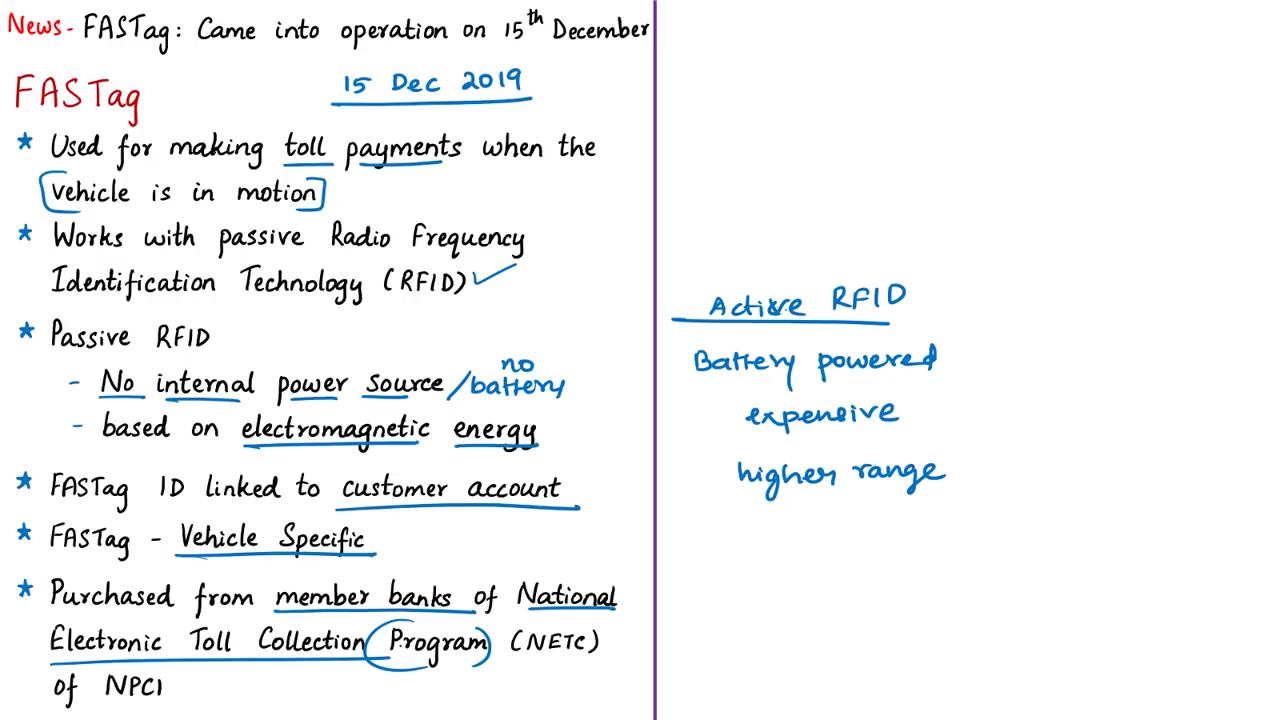 News- FASTag: Came into operation on 15th December
FASTag
15 Dec 2019
* Used for making toll payments when the
vehicle is in motion
* Works with passive Radio Frequency
Identification Technology (RFID)
* Passive RFID
- No internal power source /no battery
- based on electromagnetic energy
* FASTag ID linked to customer account
* FASTag - Vehicle Specific
* Purchased from member banks of National
Electronic Toll Collection Program (NETC)
of NPCI
Active RFID
Battery powered
expensive
higher range